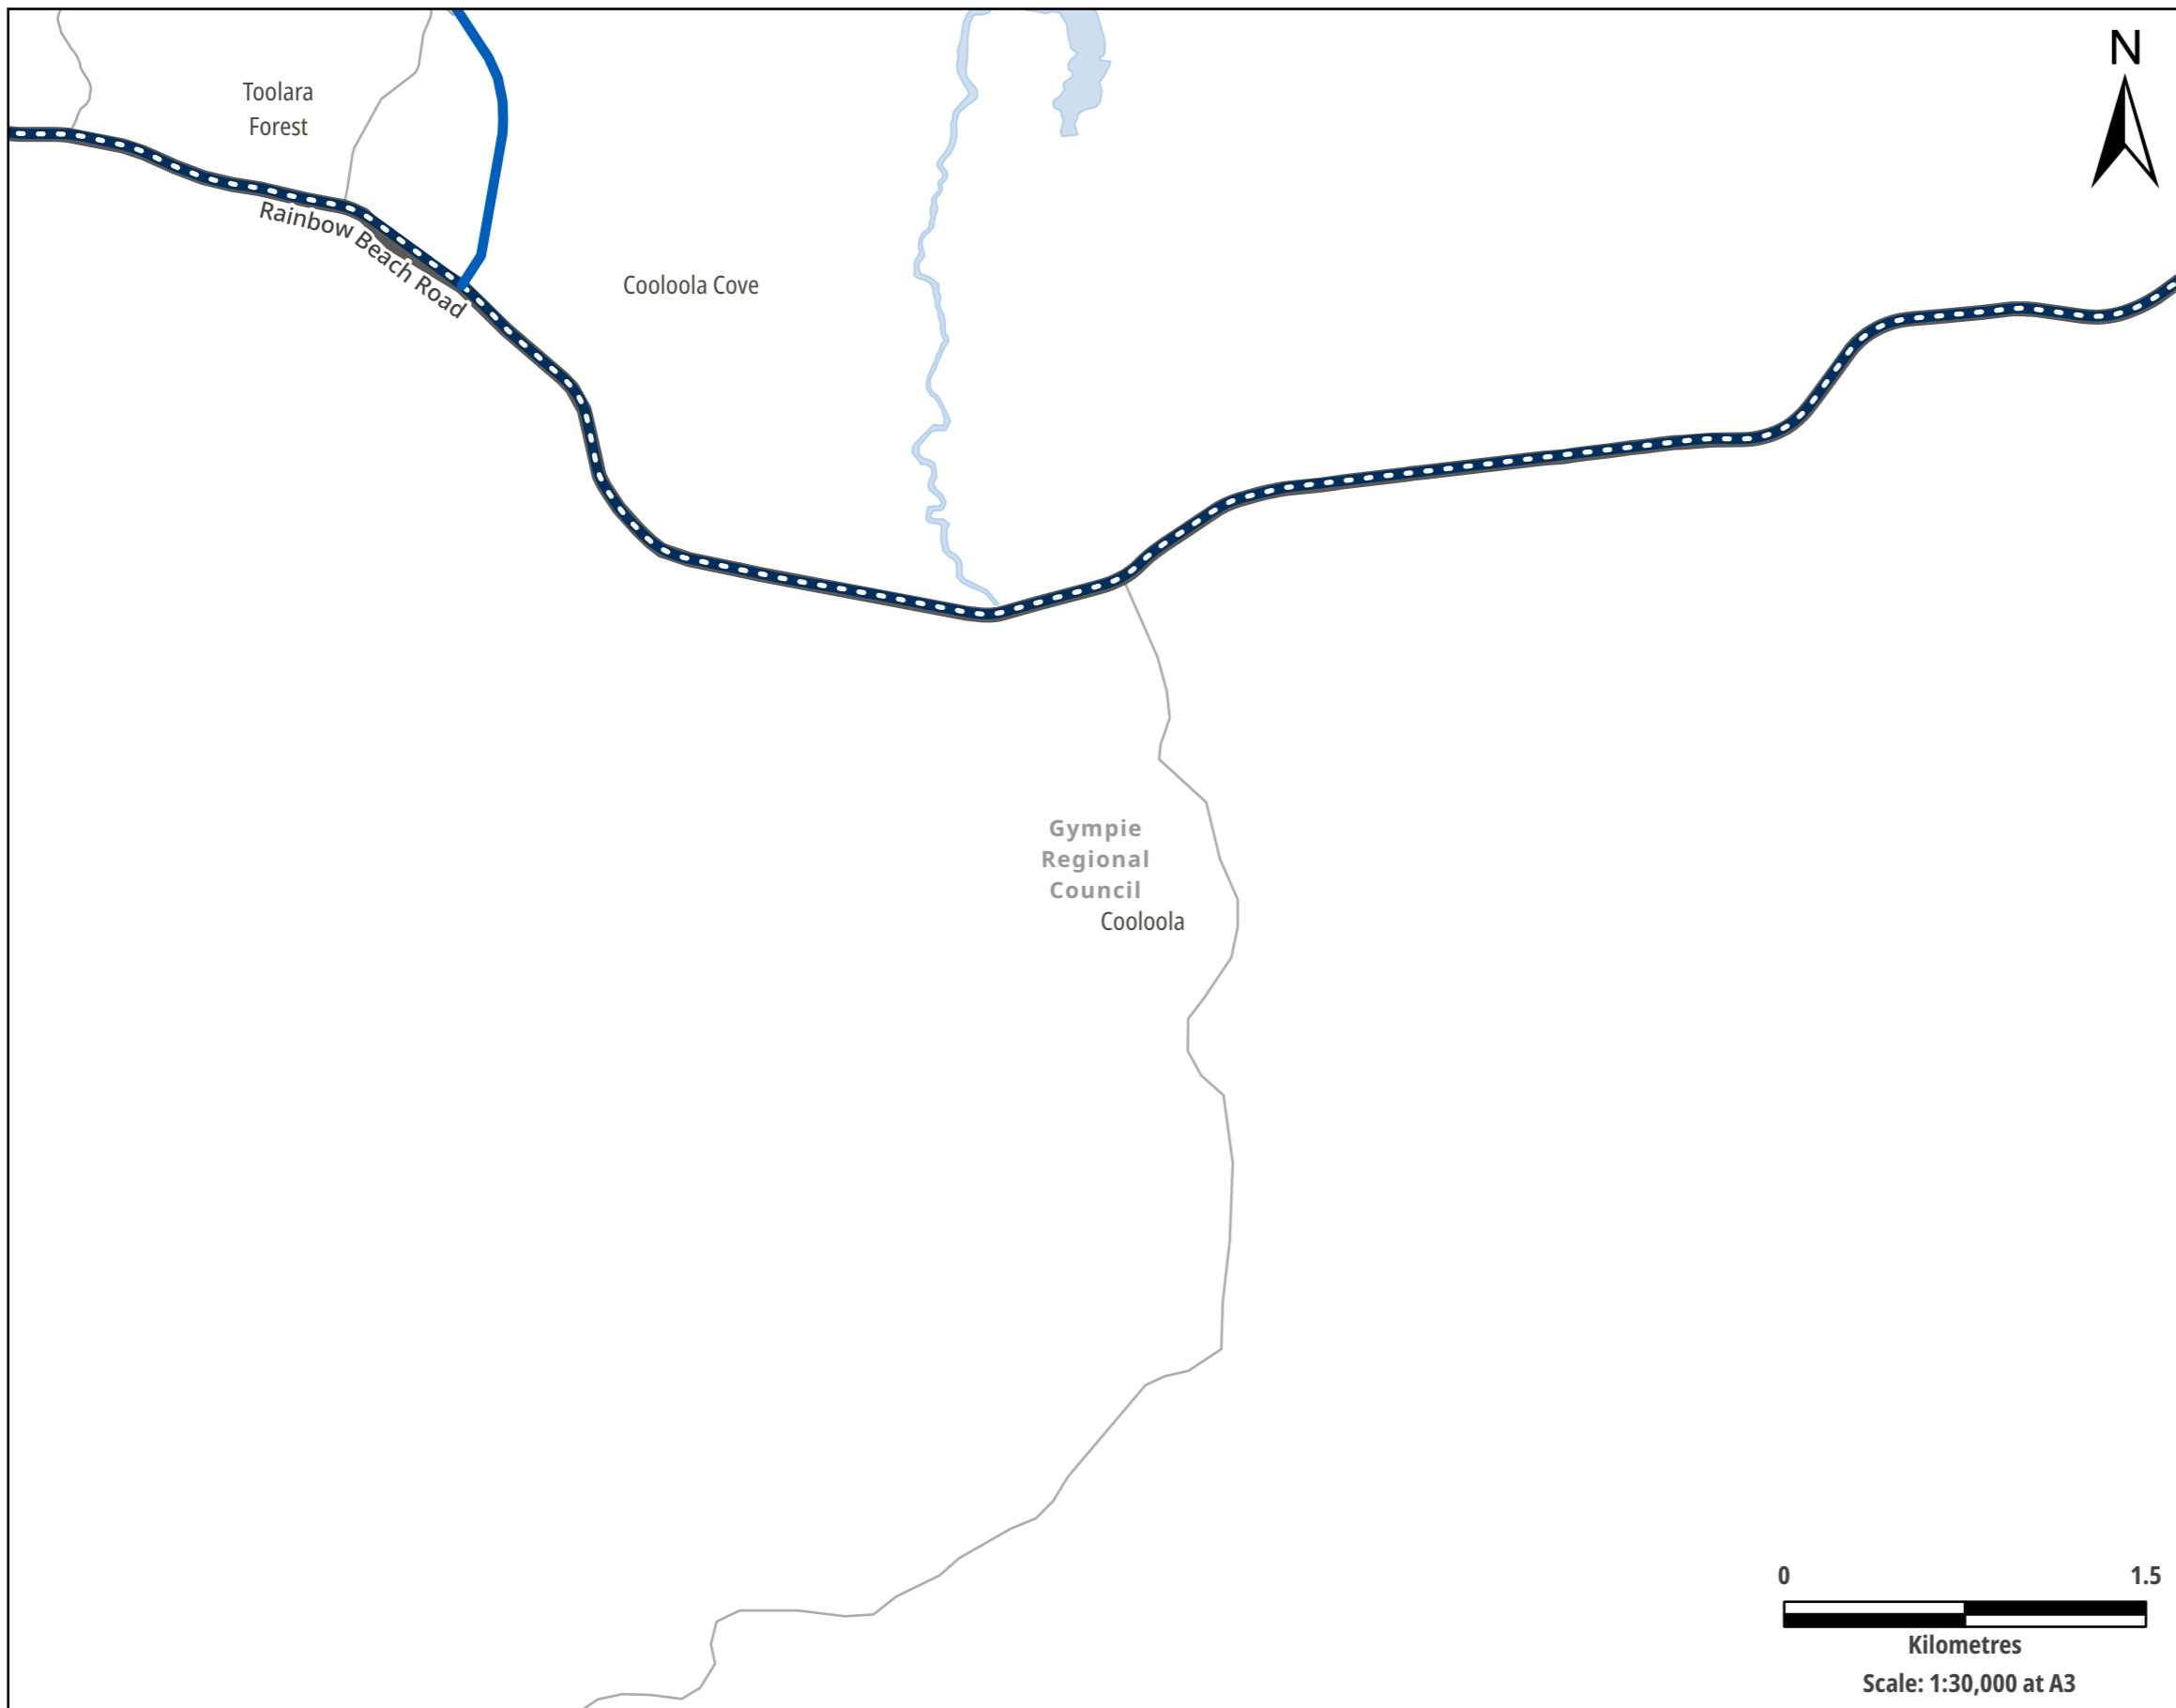 N
Toolara
Forest
Rainbow Beach Road
Cooloola Cove
Gympie
Regional
Council
Cooloola
0 1.5
Kilometres
Scale: 1:30,000 at A3